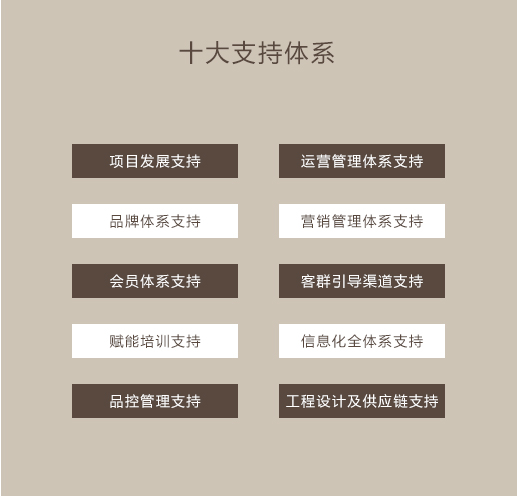 十大支持体系
项目发展支持
运营管理体系支持
品牌体系支持
营销管理体系支持
会员体系支持
客群引导渠道支持
赋能培训支持
信息化全体系支持
品控管理支持
工程设计及供应链支持